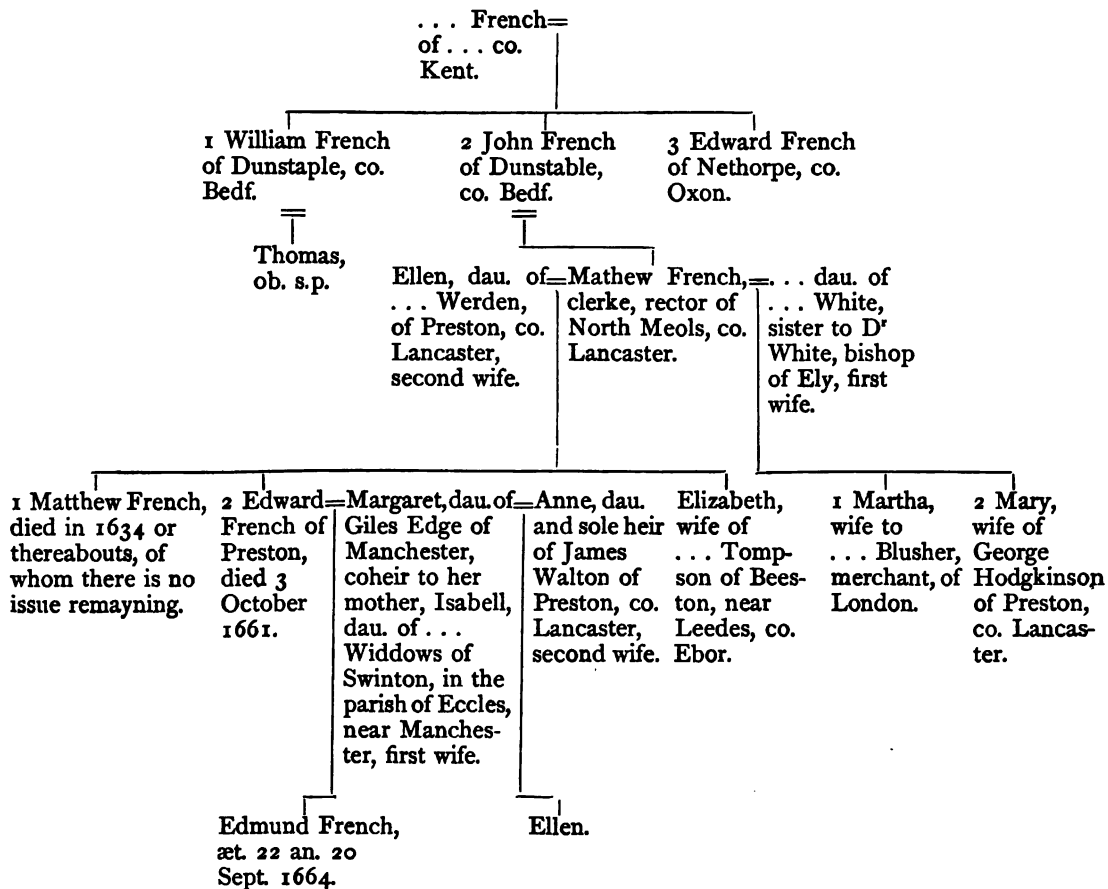 . . . French=
of . . . co.
Kent.
1 William French
of Dunstaple, co.
Bedf.
2 John French
of Dunstable,
co. Bedf.
3 Edward French
of Nethorpe, co.
Oxon.
=
=
Thomas,
ob. s.p.
Ellen, dau. of=
. . . Werden,
of Preston, co.
Lancaster,
second wife.
Mathew French,=
clerke, rector of
North Meols, co.
Lancaster.
. . . dau. of
. . . White,
sister to Dr
White, bishop
of Ely, first
wife.
1 Matthew French,
died in 1634 or
thereabouts, of
whom there is no
issue remayning.
2 Edward=
French of
Preston,
died 3
October
1661.
Margaret, dau. of=
Giles Edge of
Manchester,
coheir to her
mother, Isabell,
dau. of . . .
Widdows of
Swinton, in the
parish of Eccles,
near Manches-
ter, first wife.
Anne, dau.
and sole heir
of James
Walton of
Preston, co.
Lancaster,
second wife.
Elizabeth,
wife of
. . . Tomp-
son of Bees-
ton, near
Leedes, co.
Ebor.
1 Martha,
wife to
. . . Blusher,
merchant, of
London.
2 Mary,
wife of
George
Hodgkinson
of Preston,
co. Lancas-
ter.
Edmund French,
æt. 22 an. 20
Sept. 1664.
Ellen.